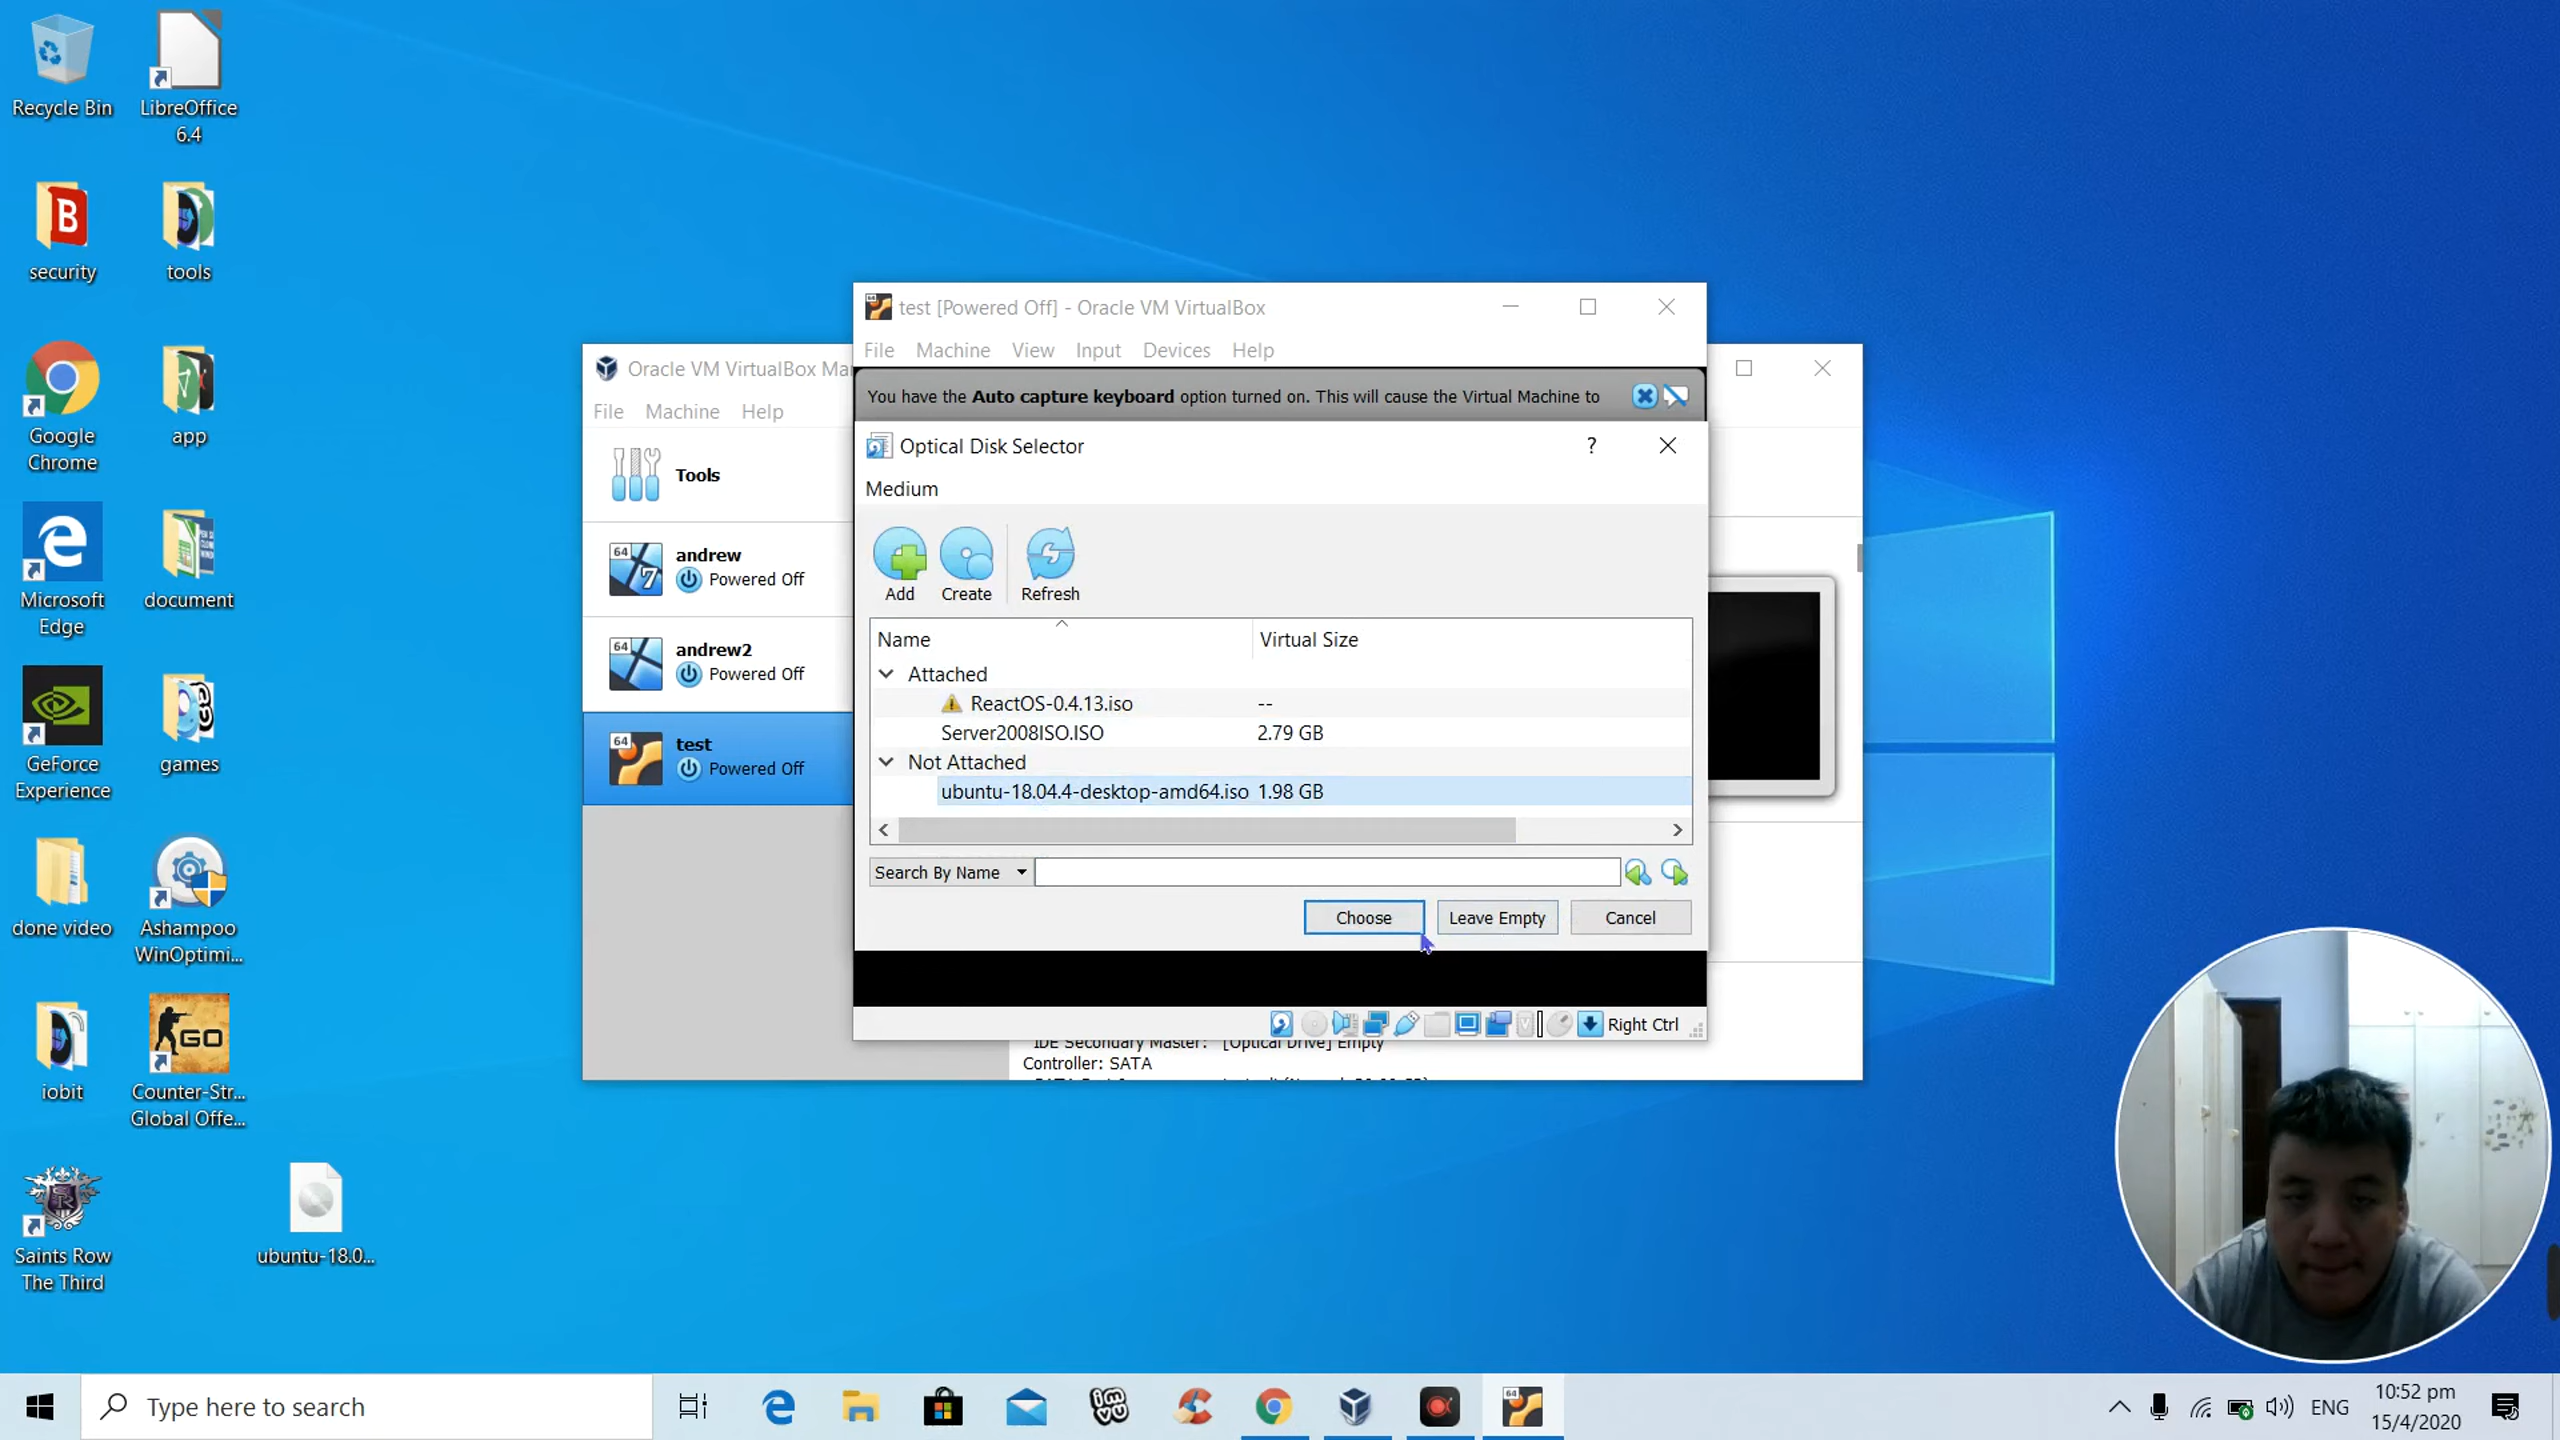 Recycle Bin
LibreOffice
6.4
security
tools
Google
Chrome
app
Microsoft
Edge
document
GeForce
Experience
games
done video
Ashampoo
WinOptimi...
iobit
Counter-Str...
Global Offe...
Saints Row
The Third
ubuntu-18.0...
Oracle VM VirtualBox Ma
File Machine Help
Tools
andrew
Powered Off
andrew2
Powered Off
test
Powered Off
test [Powered Off] - Oracle VM VirtualBox
File Machine View Input Devices Help
You have the Auto capture keyboard option turned on. This will cause the Virtual Machine to
Optical Disk Selector
Medium
Add Create Refresh
Name Virtual Size
Attached
ReactOS-0.4.13.iso --
Server2008ISO.ISO 2.79 GB
Not Attached
ubuntu-18.04.4-desktop-amd64.iso 1.98 GB
Search By Name
Choose Leave Empty Cancel
Right Ctrl
IDE Secondary Master: [Optical Drive] Empty
Controller: SATA
Type here to search
ENG
10:52 pm
15/4/2020